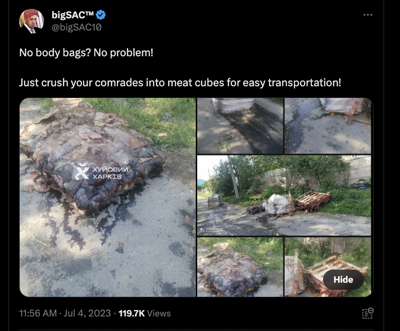 bigSAC™
@bigSAC10
No body bags? No problem!
Just crush your comrades into meat cubes for easy transportation!
ХУЙОВИЙ
ХАРКІВ
Hide
11:56 AM · Jul 4, 2023 · 119.7K Views